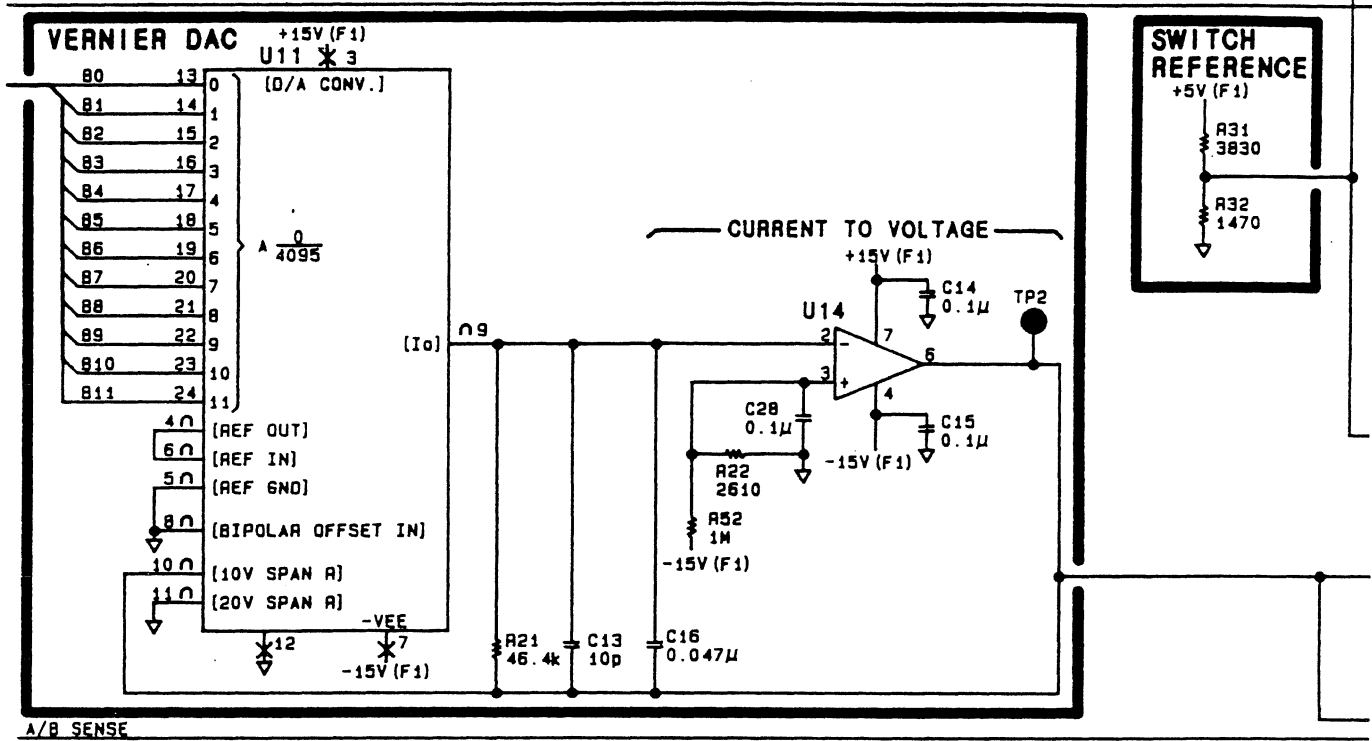 VERNIER DAC
+15V(F1)
U11 3
[D/A CONV.]
B0 13 0
B1 14 1
B2 15 2
B3 16 3
B4 17 4
B5 18 5
B6 19 6
B7 20 7
B8 21 8
B9 22 9
B10 23 10
B11 24 11
A 0
4095
4 [REF OUT]
6 [REF IN]
5 [REF GND]
8 [BIPOLAR OFFSET IN]
10 [10V SPAN R]
11 [20V SPAN R]
-VEE
12
7
-15V(F1)
[Io] 9
R21
46.4k
C13
10p
C16
0.047µ
CURRENT TO VOLTAGE
+15V(F1)
C14
0.1µ
U14
2 -
7
6
3 +
4
TP2
C28
0.1µ
C15
0.1µ
-15V(F1)
R22
2610
R52
1M
-15V(F1)
SWITCH
REFERENCE
+5V(F1)
R31
3830
R32
1470
A/B SENSE